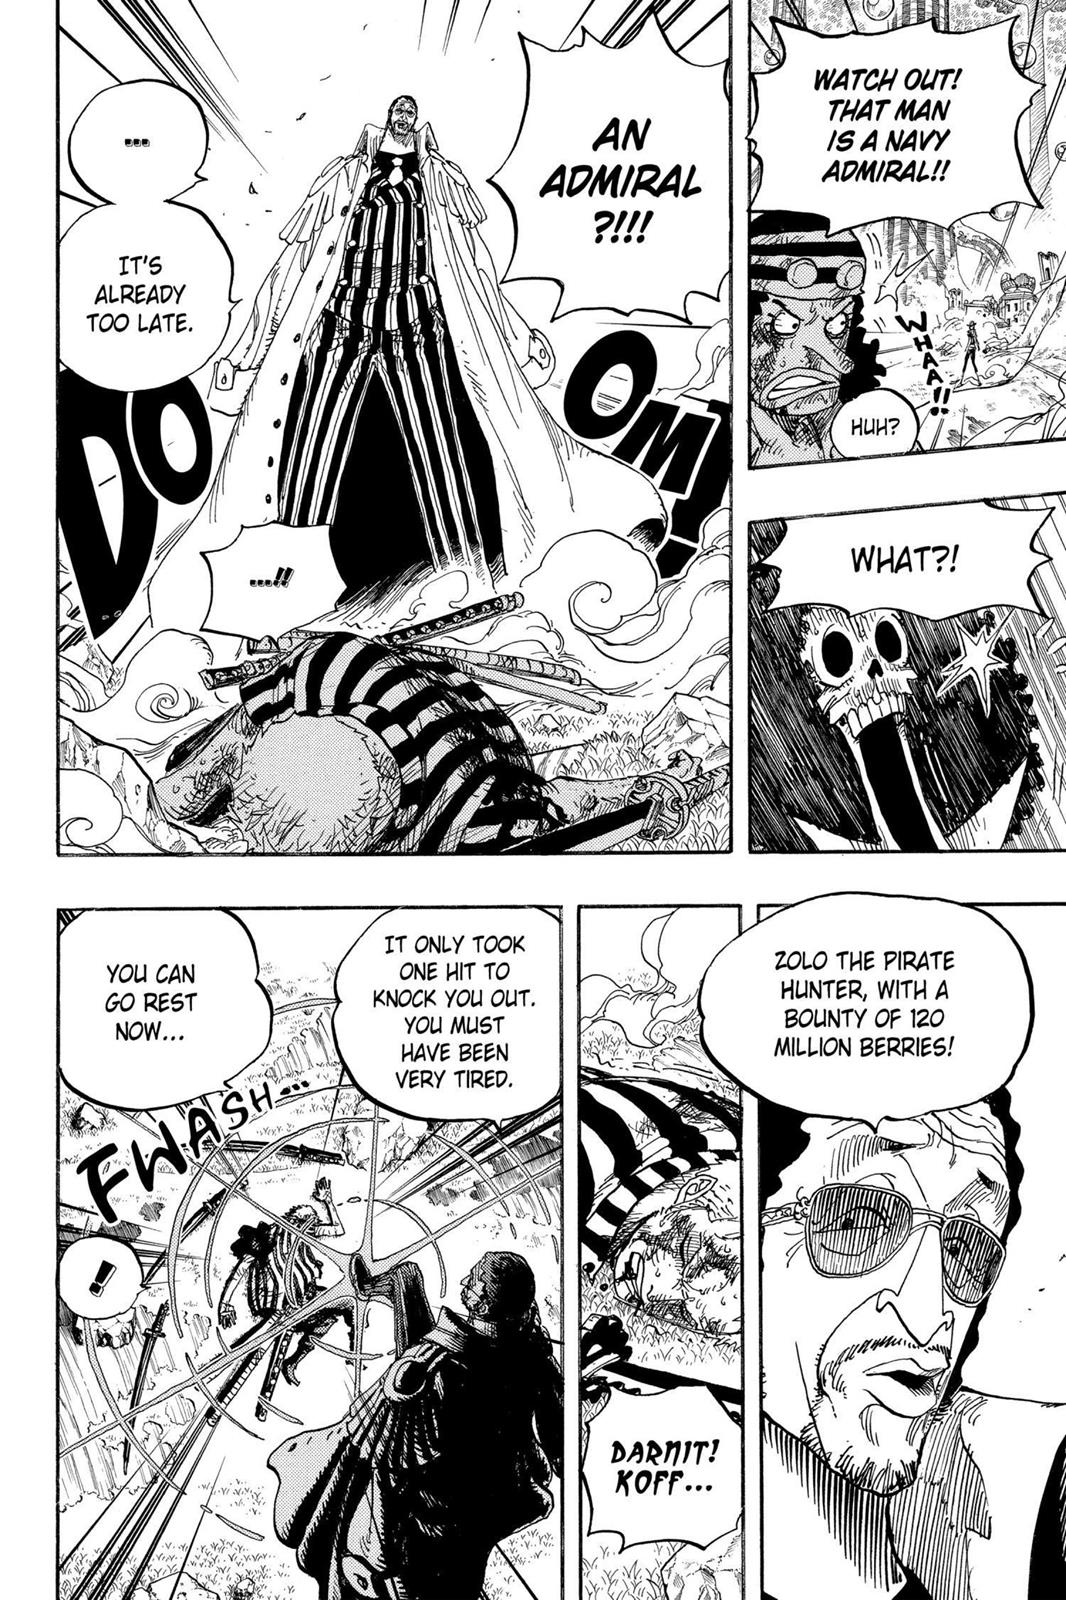 WATCH OUT!
THAT MAN
IS A NAVY
ADMIRAL!!
WHAA!!
HUH?
WHAT?!
AN
ADMIRAL
?!!!
...
IT'S
ALREADY
TOO LATE.
DOOM!
...!!
ZOLO THE PIRATE
HUNTER, WITH A
BOUNTY OF 120
MILLION BERRIES!
DARNIT!
KOFF...
IT ONLY TOOK
ONE HIT TO
KNOCK YOU OUT.
YOU MUST
HAVE BEEN
VERY TIRED.
YOU CAN
GO REST
NOW...
FWASH...
!!